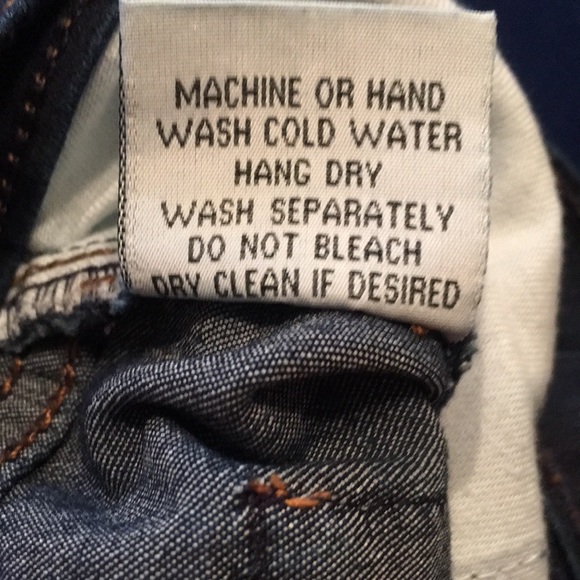 MACHINE OR HAND
WASH COLD WATER
HANG DRY
WASH SEPARATELY
DO NOT BLEACH
DRY CLEAN IF DESIRED